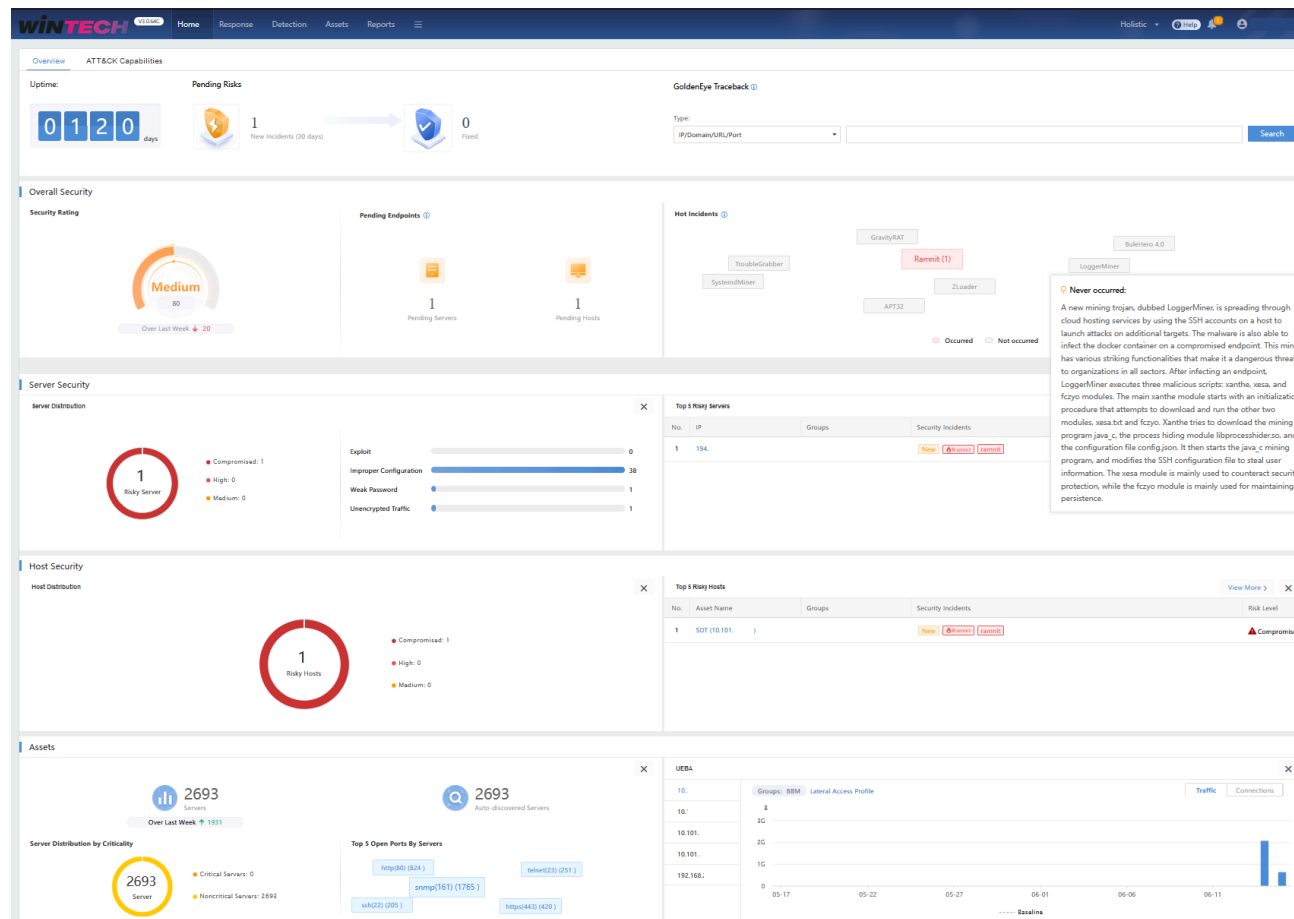 WiNTECH V3.0.64C Home Response Detection Assets Reports Holistic Help
Overview ATT&CK Capabilities
Uptime: Pending Risks GoldenEye Traceback
0 1 2 0 days 1 New Incidents (30 days) 0 Fixed
Type:
IP/Domain/URL/Port Search
Overall Security
Security Rating
Medium
80
Over Last Week 20
Pending Endpoints
1 1
Pending Servers Pending Hosts
Hot Incidents
GravityRAT
BuleHero 4.0
Ramnit (1)
TroubleGrabber
LoggerMiner
SystemdMiner
ZLoader
APT32
Occurred Not occurred
Never occurred:
A new mining trojan, dubbed LoggerMiner, is spreading through
cloud hosting services by using the SSH accounts on a host to
launch attacks on additional targets. The malware is also able to
infect the docker container on a compromised endpoint. This min
has various striking functionalities that make it a dangerous threa
to organizations in all sectors. After infecting an endpoint,
LoggerMiner executes three malicious scripts: xanthe, xesa, and
fczyo modules. The main xanthe module starts with an initializatio
procedure that attempts to download and run the other two
modules, xesa.txt and fczyo. Xanthe tries to download the mining
program java_c, the process hiding module libprocesshider.so, and
the configuration file config.json. It then starts the java_c mining
program, and modifies the SSH configuration file to steal user
information. The xesa module is mainly used to counteract securit
protection, while the fczyo module is mainly used for maintaining
persistence.
Server Security
Server Distribution
1
Risky Server
Compromised: 1
High: 0
Medium: 0
Exploit 0
Improper Configuration 38
Weak Password 1
Unencrypted Traffic 1
Top 5 Risky Servers
No. IP Groups Security Incidents
1 194. New Ramnit ramnit
Host Security
Host Distribution
1
Risky Hosts
Compromised: 1
High: 0
Medium: 0
Top 5 Risky Hosts View More
No. Asset Name Groups Security Incidents Risk Level
1 SDT (10.101. ) New Ramnit ramnit Compromise
Assets
2693
Servers
Over Last Week 1931
2693
Auto-discovered Servers
Server Distribution by Criticality
2693
Server
Critical Servers: 0
Noncritical Servers: 2693
Top 5 Open Ports By Servers
http(80) (824 )
telnet(23) (251 )
snmp(161) (1765 )
ssh(22) (205 )
https(443) (420 )
UEBA
10.
10.
10.101.
10.101.
192.168.
Groups: BBM Lateral Access Profile Traffic Connections
3G
2G
1G
0
05-17 05-22 05-27 06-01 06-06 06-11
Baseline